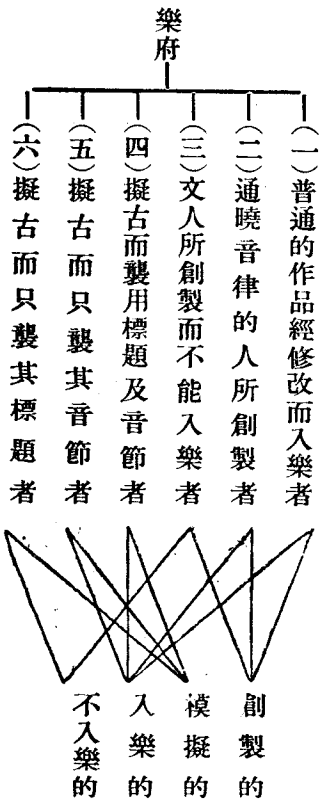 樂府
（一）普通的作品經修改而入樂者
（二）通曉音律的人所創製者
（三）文人所創製而不能入樂者
（四）擬古而襲用標題及音節者
（五）擬古而只襲其音節者
（六）擬古而只襲其標題者
創製的
模擬的
入樂的
不入樂的